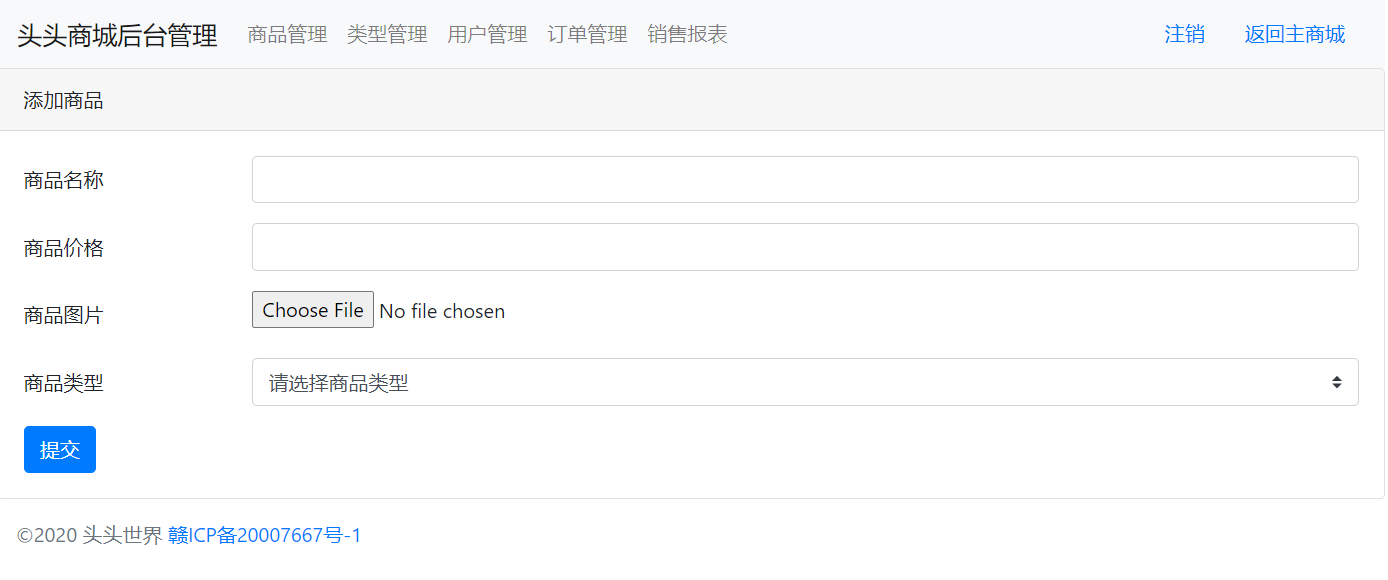 头头商城后台管理 商品管理 类型管理 用户管理 订单管理 销售报表 注销 返回主商城
添加商品
商品名称
商品价格
商品图片 Choose File No file chosen
商品类型 请选择商品类型
提交
©2020 头头世界 赣ICP备20007667号-1